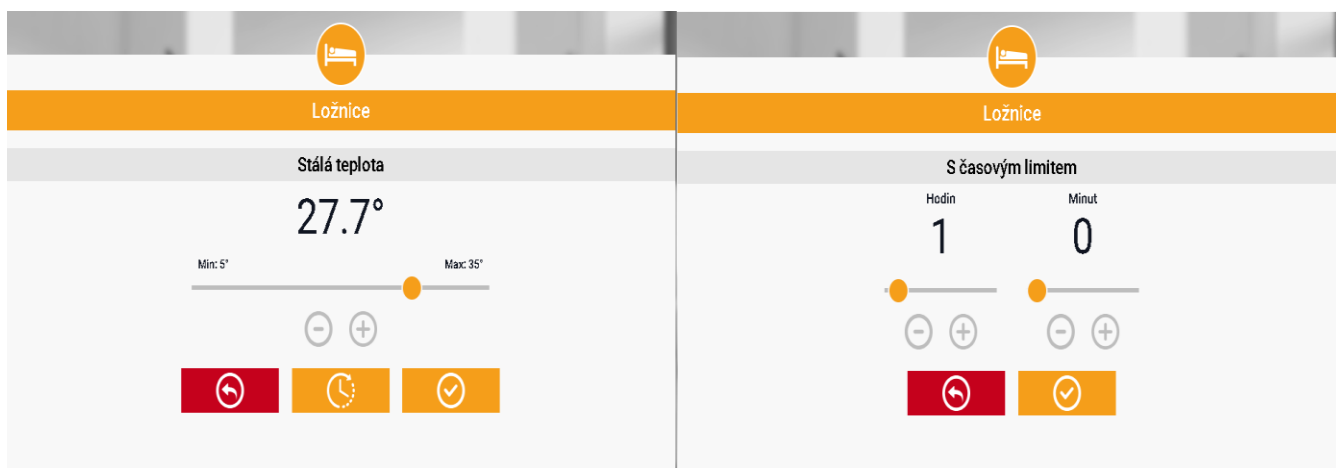 Ložnice
Stálá teplota
27.7°
Min: 5°
Max: 35°
Ložnice
S časovým limitem
Hodin
Minut
1
0